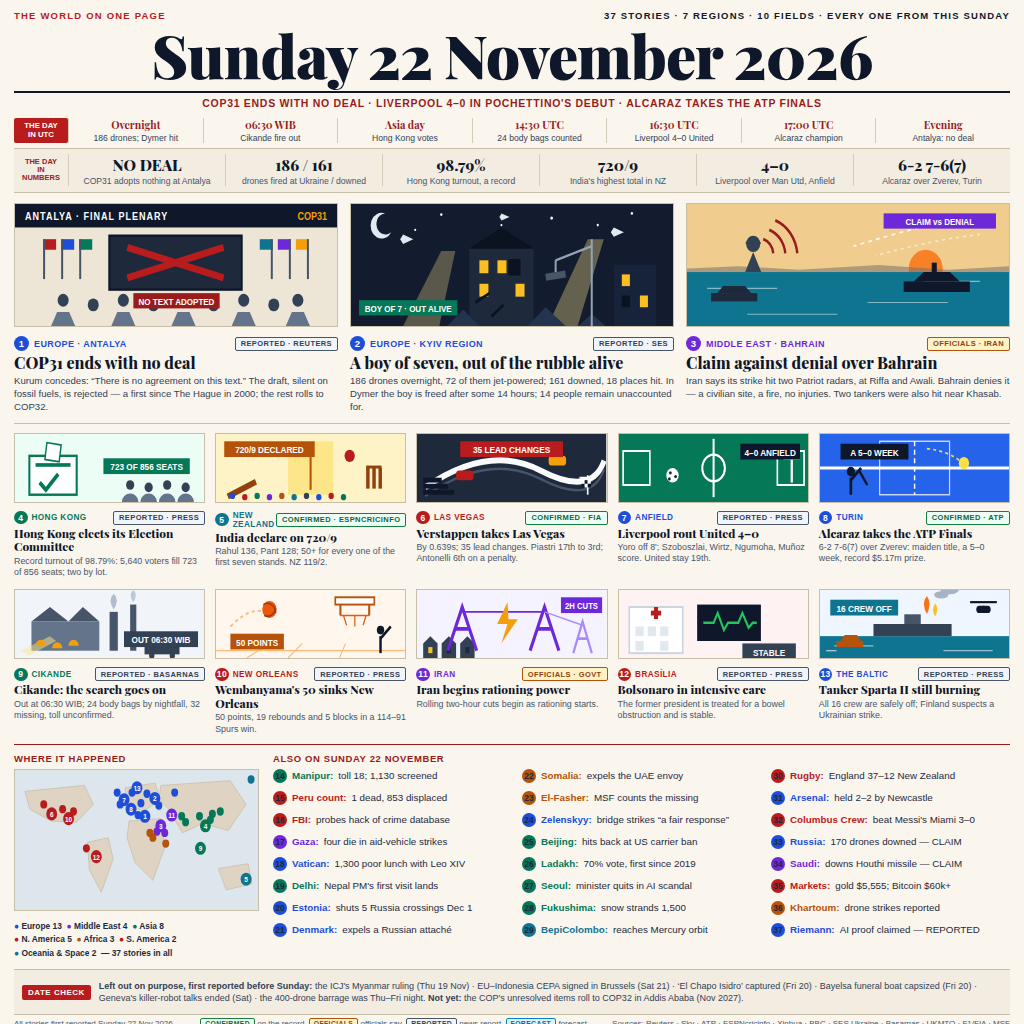 THE WORLD ON ONE PAGE
37 STORIES · 7 REGIONS · 10 FIELDS · EVERY ONE FROM THIS SUNDAY
Sunday 22 November 2026
COP31 ENDS WITH NO DEAL · LIVERPOOL 4–0 IN POCHETTINO'S DEBUT · ALCARAZ TAKES THE ATP FINALS
THE DAY
IN UTC
Overnight
186 drones; Dymer hit
06:30 WIB
Cikande fire out
Asia day
Hong Kong votes
14:30 UTC
24 body bags counted
16:30 UTC
Liverpool 4–0 United
17:00 UTC
Alcaraz champion
Evening
Antalya: no deal
THE DAY
IN
NUMBERS
NO DEAL
COP31 adopts nothing at Antalya
186 / 161
drones fired at Ukraine / downed
98.79%
Hong Kong turnout, a record
720/9
India's highest total in NZ
4–0
Liverpool over Man Utd, Anfield
6–2 7–6(7)
Alcaraz over Zverev, Turin
ANTALYA · FINAL PLENARY
COP31
NO TEXT ADOPTED
BOY OF 7 · OUT ALIVE
CLAIM vs DENIAL
1 EUROPE · ANTALYA
REPORTED · REUTERS
COP31 ends with no deal
Kurum concedes: “There is no agreement on this text.” The draft, silent on
fossil fuels, is rejected — a first since The Hague in 2000; the rest rolls to
COP32.
2 EUROPE · KYIV REGION
REPORTED · SES
A boy of seven, out of the rubble alive
186 drones overnight, 72 of them jet-powered; 161 downed, 18 places hit. In
Dymer the boy is freed after some 14 hours; 14 people remain unaccounted
for.
3 MIDDLE EAST · BAHRAIN
OFFICIALS · IRAN
Claim against denial over Bahrain
Iran says its strike hit two Patriot radars, at Riffa and Awali. Bahrain denies it
— a civilian site, a fire, no injuries. Two tankers were also hit near Khasab.
723 OF 856 SEATS
720/9 DECLARED
35 LEAD CHANGES
4–0 ANFIELD
A 5–0 WEEK
4 HONG KONG
REPORTED · PRESS
Hong Kong elects its Election
Committee
Record turnout of 98.79%: 5,640 voters fill 723
of 856 seats; two by lot.
5 NEW
ZEALAND
CONFIRMED · ESPNCRICINFO
India declare on 720/9
Rahul 136, Pant 128; 50+ for every one of the
first seven stands. NZ 119/2.
6 LAS VEGAS
CONFIRMED · FIA
Verstappen takes Las Vegas
By 0.639s; 35 lead changes. Piastri 17th to 3rd;
Antonelli 6th on a penalty.
7 ANFIELD
REPORTED · PRESS
Liverpool rout United 4–0
Yoro off 8'; Szoboszlai, Wirtz, Ngumoha, Muñoz
score. United stay 19th.
8 TURIN
CONFIRMED · ATP
Alcaraz takes the ATP Finals
6-2 7-6(7) over Zverev: maiden title, a 5–0
week, record $5.17m prize.
OUT 06:30 WIB
50 POINTS
2H CUTS
STABLE
16 CREW OFF
9 CIKANDE
REPORTED · BASARNAS
Cikande: the search goes on
Out at 06:30 WIB; 24 body bags by nightfall, 32
missing, toll unconfirmed.
10 NEW ORLEANS
REPORTED · PRESS
Wembanyama's 50 sinks New
Orleans
50 points, 19 rebounds and 5 blocks in a 114–91
Spurs win.
11 IRAN
OFFICIALS · GOVT
Iran begins rationing power
Rolling two-hour cuts begin as rationing starts.
12 BRASÍLIA
REPORTED · PRESS
Bolsonaro in intensive care
The former president is treated for a bowel
obstruction and is stable.
13 THE BALTIC
REPORTED · PRESS
Tanker Sparta II still burning
All 16 crew are safely off; Finland suspects a
Ukrainian strike.
WHERE IT HAPPENED
13
7
2
8
1
6
10
11
3
4
9
12
5
● Europe 13 ● Middle East 4 ● Asia 8
● N. America 5 ● Africa 3 ● S. America 2
● Oceania & Space 2 — 37 stories in all
ALSO ON SUNDAY 22 NOVEMBER
14 Manipur: toll 18; 1,130 screened
15 Peru count: 1 dead, 853 displaced
16 FBI: probes hack of crime database
17 Gaza: four die in aid-vehicle strikes
18 Vatican: 1,300 poor lunch with Leo XIV
19 Delhi: Nepal PM's first visit lands
20 Estonia: shuts 5 Russia crossings Dec 1
21 Denmark: expels a Russian attaché
22 Somalia: expels the UAE envoy
23 El-Fasher: MSF counts the missing
24 Zelenskyy: bridge strikes “a fair response”
25 Beijing: hits back at US carrier ban
26 Ladakh: 70% vote, first since 2019
27 Seoul: minister quits in AI scandal
28 Fukushima: snow strands 1,500
29 BepiColombo: reaches Mercury orbit
30 Rugby: England 37–12 New Zealand
31 Arsenal: held 2–2 by Newcastle
32 Columbus Crew: beat Messi's Miami 3–0
33 Russia: 170 drones downed — CLAIM
34 Saudi: downs Houthi missile — CLAIM
35 Markets: gold $5,555; Bitcoin $60k+
36 Khartoum: drone strikes reported
37 Riemann: AI proof claimed — REPORTED
DATE CHECK
Left out on purpose, first reported before Sunday: the ICJ's Myanmar ruling (Thu 19 Nov) · EU–Indonesia CEPA signed in Brussels (Sat 21) · ‘El Chapo Isidro’ captured (Fri 20) · Bayelsa funeral boat capsized (Fri 20) ·
Geneva's killer-robot talks ended (Sat) · the 400-drone barrage was Thu–Fri night. Not yet: the COP's unresolved items roll to COP32 in Addis Ababa (Nov 2027).
All stories first reported Sunday 22 Nov 2026
CONFIRMED on the record OFFICIALS officials say REPORTED news report FORECAST forecast